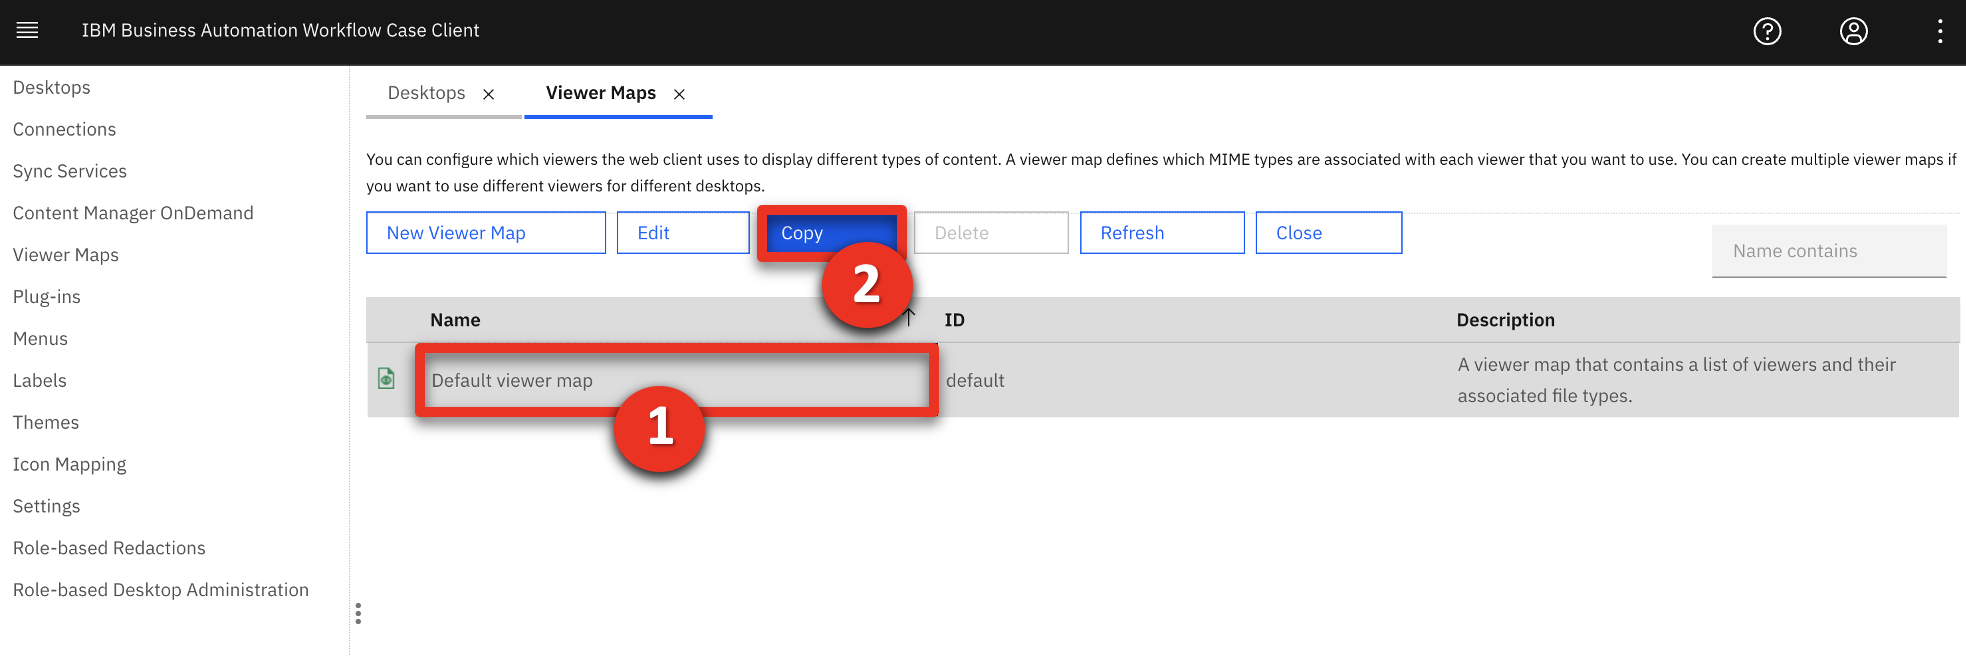 IBM Business Automation Workflow Case Client
Desktops
Connections
Sync Services
Content Manager OnDemand
Viewer Maps
Plug-ins
Menus
Labels
Themes
Icon Mapping
Settings
Role-based Redactions
Role-based Desktop Administration
Desktops
Viewer Maps
You can configure which viewers the web client uses to display different types of content. A viewer map defines which MIME types are associated with each viewer that you want to use. You can create multiple viewer maps if
you want to use different viewers for different desktops.
New Viewer Map Edit Copy Delete Refresh Close
Name contains
2
Name ID Description
Default viewer map default A viewer map that contains a list of viewers and their
associated file types.
1